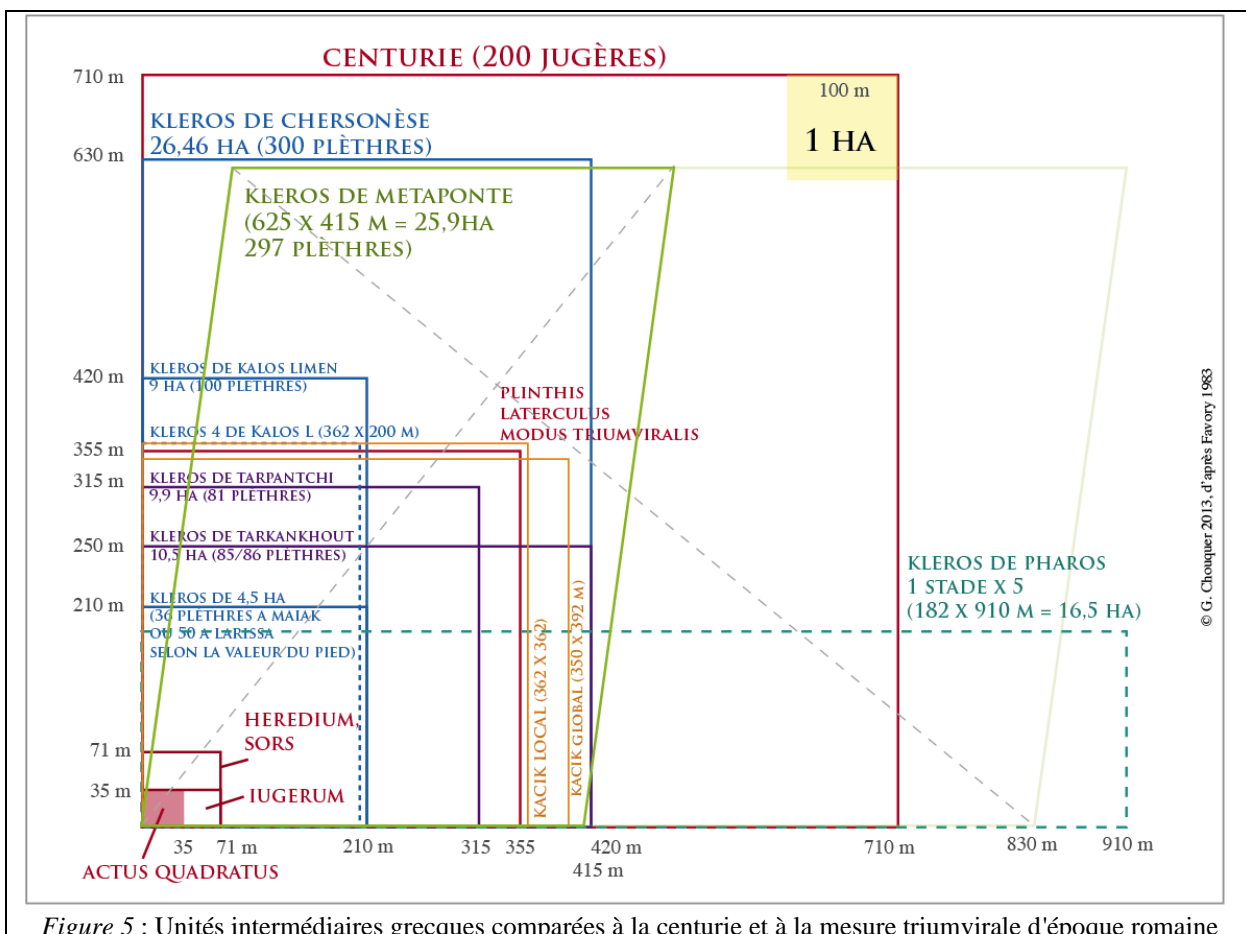 CENTURIE (200 JUGÈRES)
710 m
100 m
1 HA
KLEROS DE CHERSONÈSE
26,46 HA (300 PLÈTHRES)
630 m
KLEROS DE METAPONTE
(625 X 415 M = 25,9HA
297 PLÈTHRES)
KLEROS DE KALOS LIMEN
9 HA (100 PLETHRES)
420 m
PLINTHIS
LATERCULUS
MODUS TRIUMVIRALIS
KLEROS 4 DE KALOS L (362 X 200 M)
355 m
KLEROS DE TARPANTCHI
9,9 HA (81 PLÉTHRES)
315 m
KLEROS DE TARKANKHOUT
10,5 HA (85/86 PLÉTHRES)
250 m
KLEROS DE 4,5 HA
(36 PLÈTHRES A MAIAK
OU 50 A LARISSA
SELON LA VALEUR DU PIED)
210 m
KLEROS DE PHAROS
1 STADE X 5
(182 X 910 M = 16,5 HA)
KACIK LOCAL (362 X 362)
KACIK GLOBAL (350 X 392 M)
HEREDIUM,
SORS
71 m
IUGERUM
35 m
35 71 m 210 m 315 355 420 m 710 m 830 m 910 m
415 m
ACTUS QUADRATUS
© G. Chouquer 2013, d'après Favory 1983
Figure 5 : Unités intermédiaires grecques comparées à la centurie et à la mesure triumvirale d'époque romaine